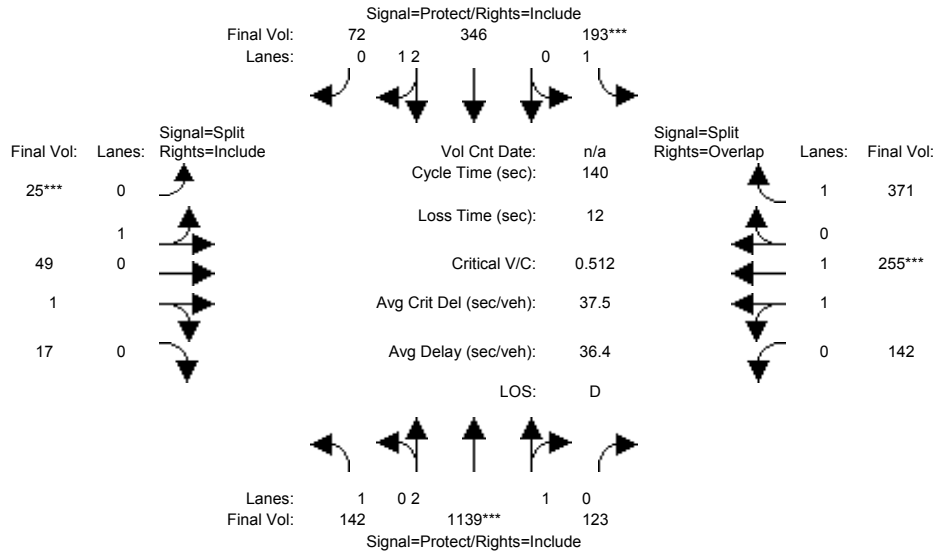 Signal=Protect/Rights=Include
Final Vol: 72 346 193***
Lanes: 0 1 2 0 1
Signal=Split Signal=Split
Final Vol: Lanes: Rights=Include Vol Cnt Date: n/a Rights=Overlap Lanes: Final Vol:
Cycle Time (sec): 140
25*** 0 1 371
Loss Time (sec): 12
1 0
49 0 Critical V/C: 0.512 1 255***
1 Avg Crit Del (sec/veh): 37.5 1
17 0 Avg Delay (sec/veh): 36.4 0 142
LOS: D
Lanes: 1 0 2 1 0
Final Vol: 142 1139*** 123
Signal=Protect/Rights=Include